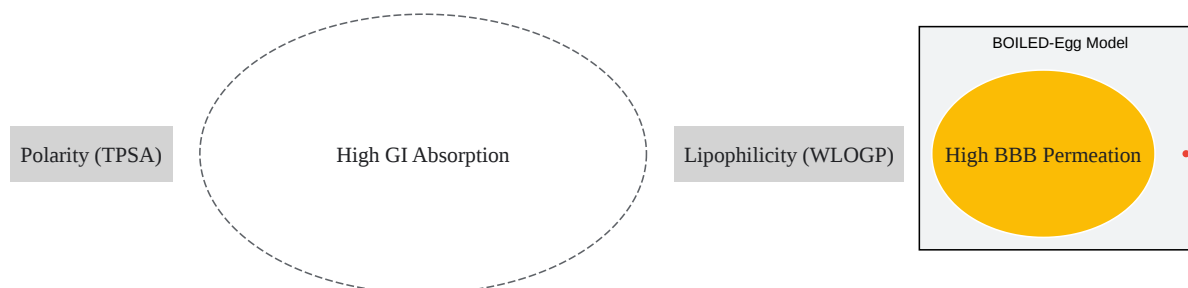 BOILED-Egg Model
Polarity (TPSA)
High GI Absorption
Lipophilicity (WLOGP)
High BBB Permeation